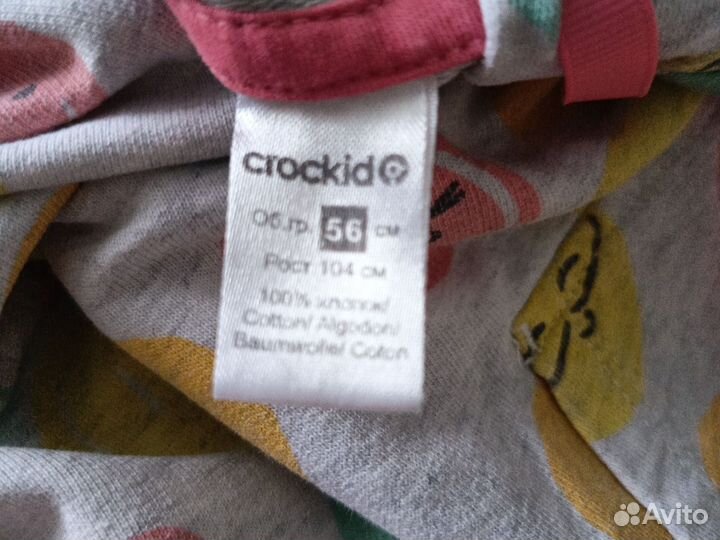 crockid
Об.гр. 56 см
Рост 104 см
100% хлопок/
Cotton/ Algodon/
Baumwolle/ Coton
Avito